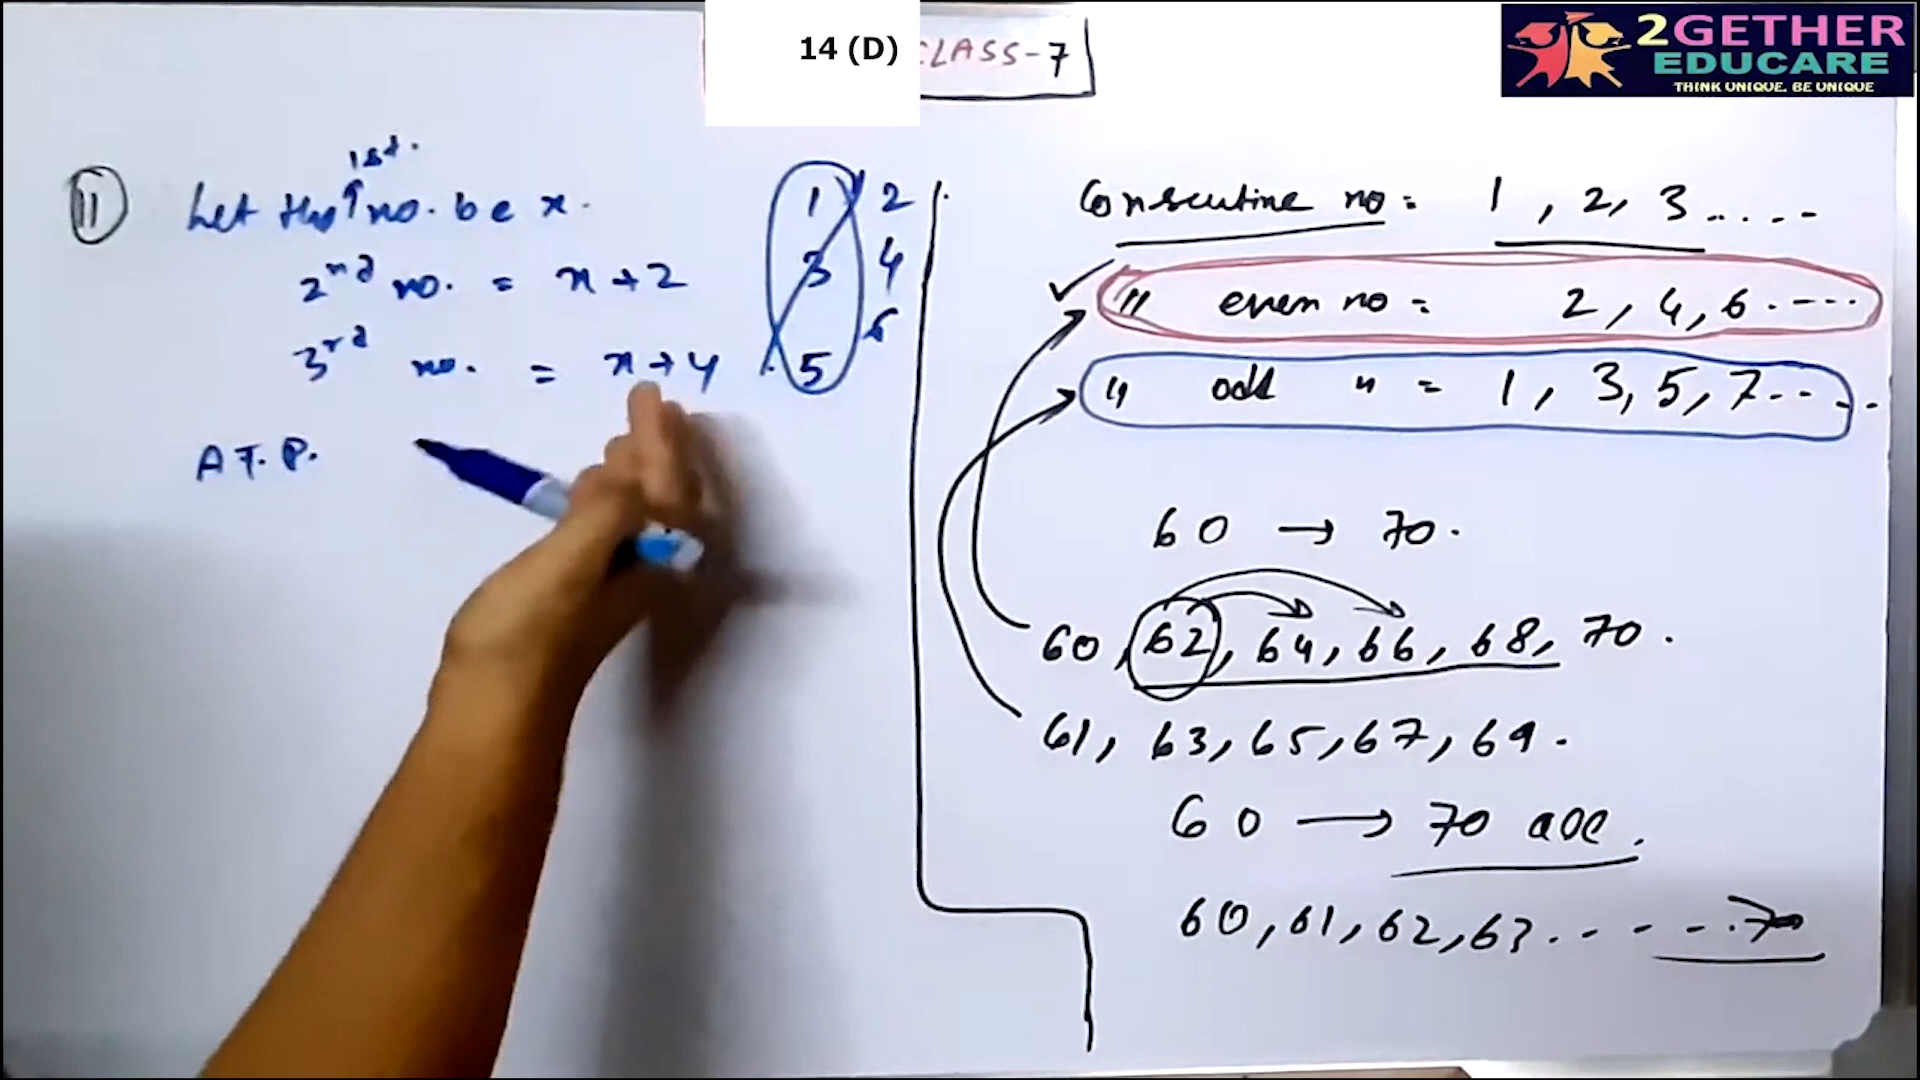 14 (D)
CLASS-7
2GETHER
EDUCARE
THINK UNIQUE. BE UNIQUE
11 Let the 1st. no. be x.
2nd no. = x+2
3rd no. = x+4
A T. P.
1 2
3 4
5 6
Consecutive no = 1, 2, 3.....
" even no = 2, 4, 6.----
" odd " = 1, 3, 5, 7.....
60 → 70.
60, 62, 64, 66, 68, 70.
61, 63, 65, 67, 69.
60 → 70
60, 61, 62, 63. - - - - - . 70